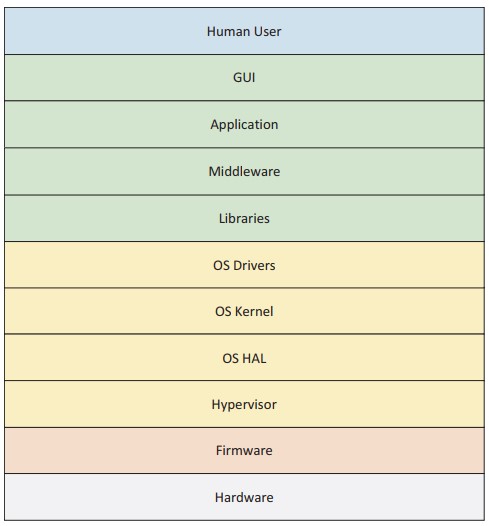 Human User
GUI
Application
Middleware
Libraries
OS Drivers
OS Kernel
OS HAL
Hypervisor
Firmware
Hardware